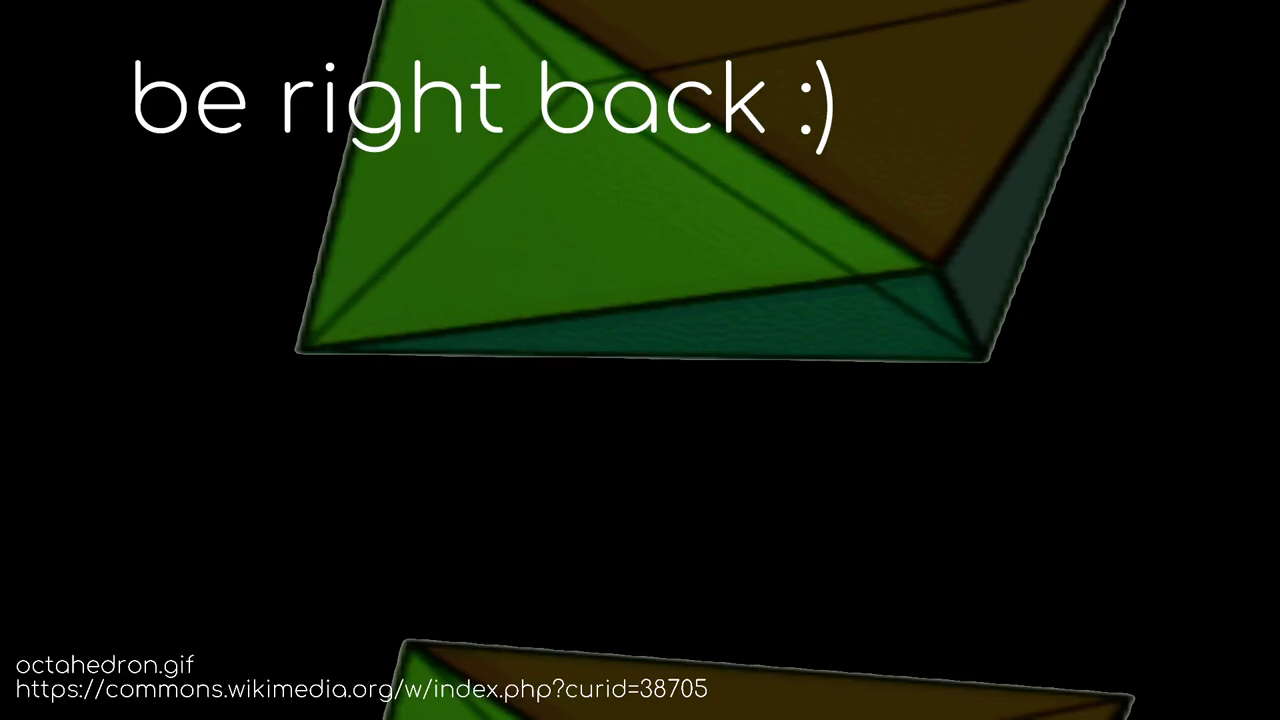 be right back :)
octahedron.gif
https://commons.wikimedia.org/w/index.php?curid=38705